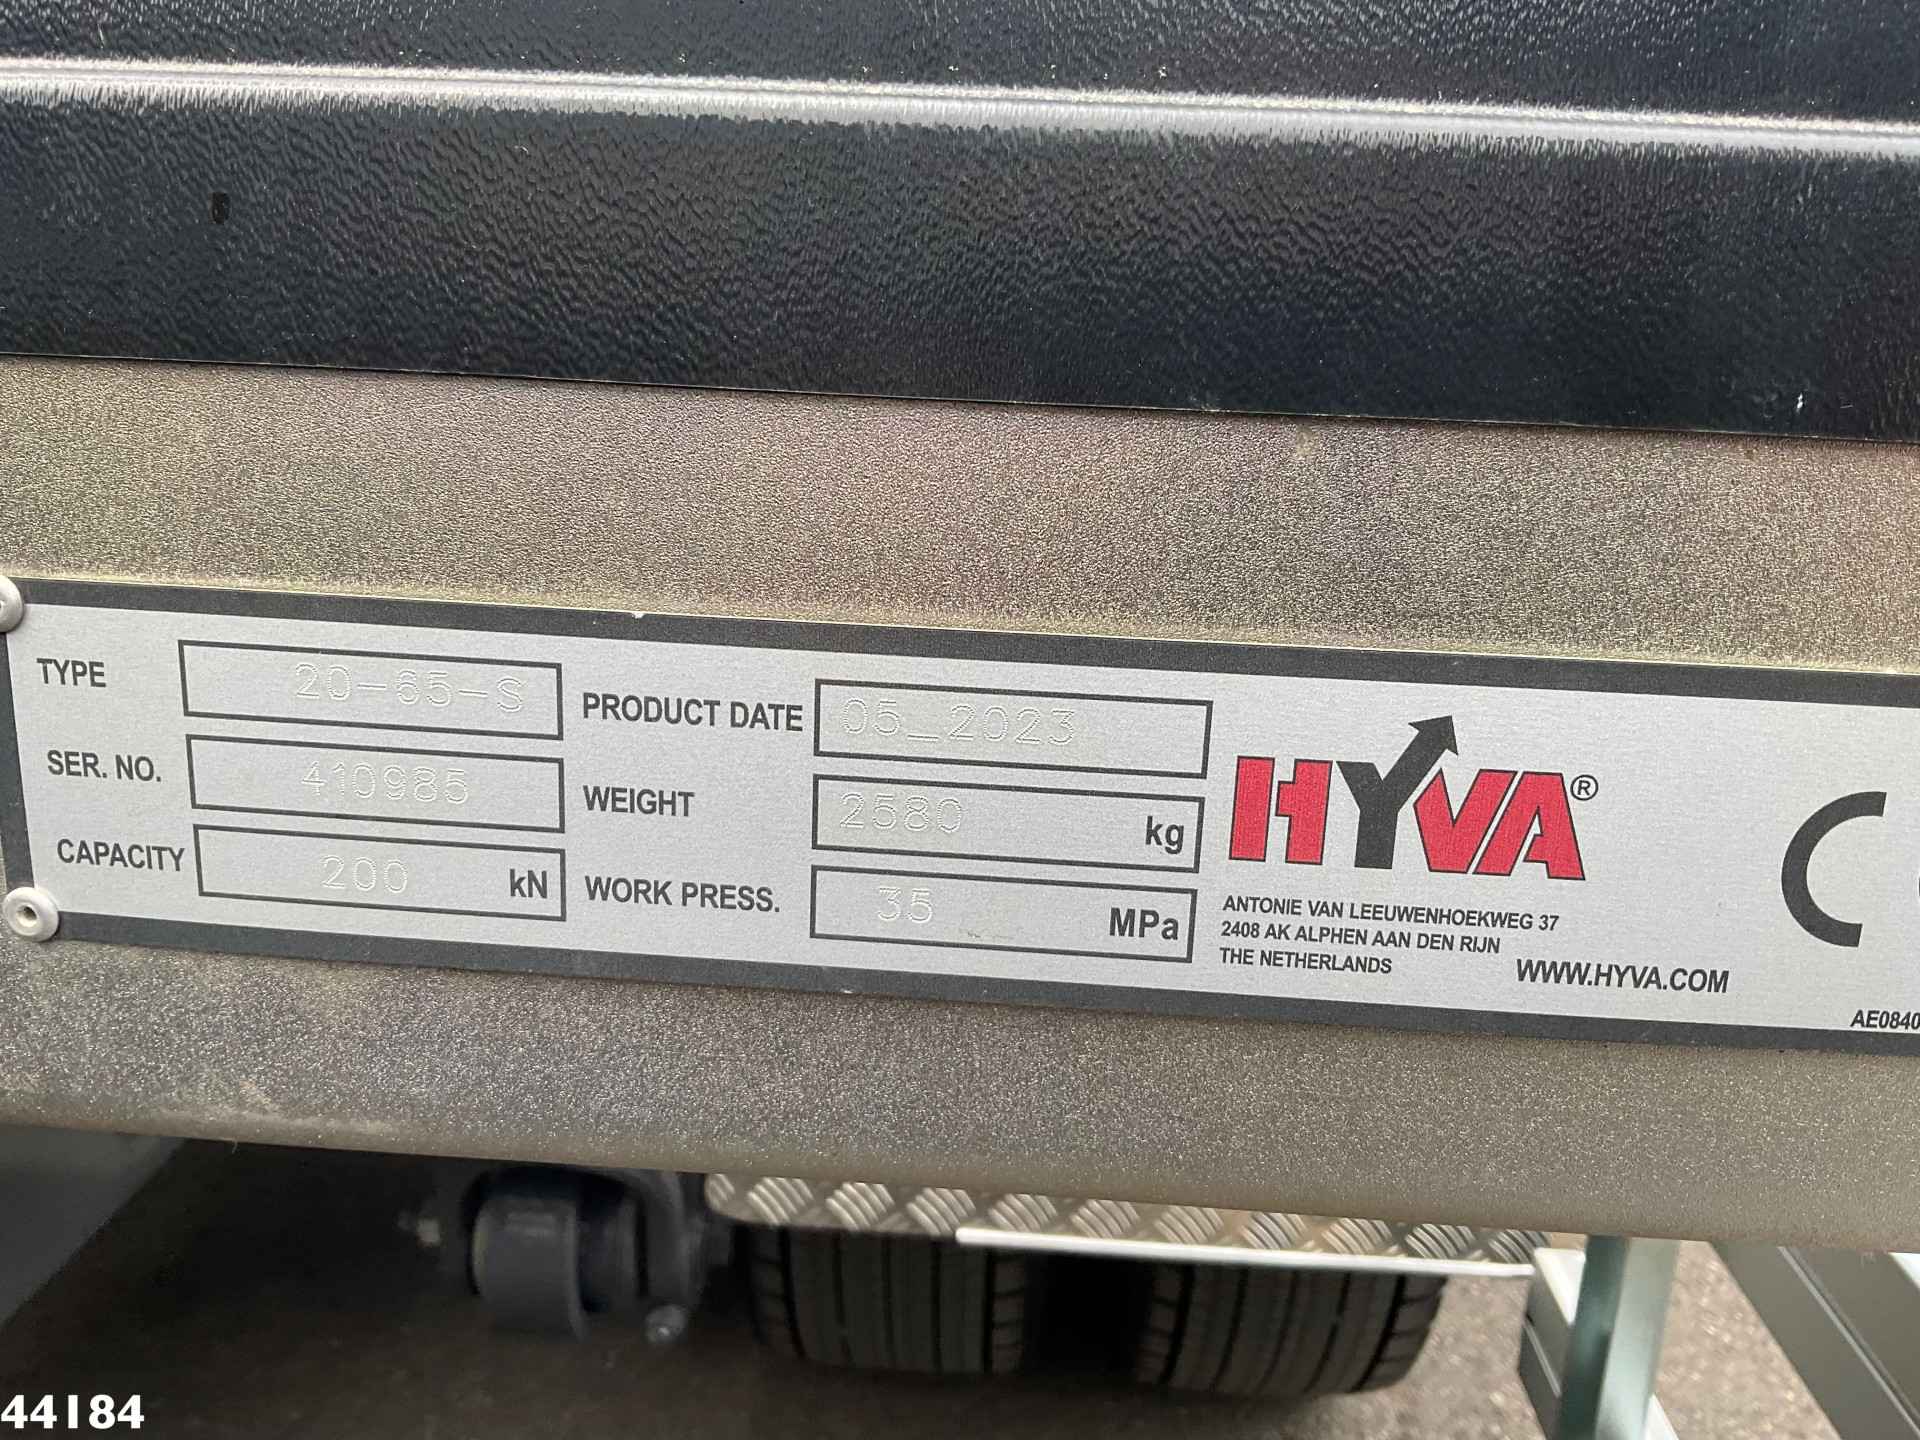 TYPE 20-65-S
SER. NO. 410985
CAPACITY 200 kN
PRODUCT DATE 05_2023
WEIGHT 2580 kg
WORK PRESS. 35 MPa
HYVA®
ANTONIE VAN LEEUWENHOEKWEG 37
2408 AK ALPHEN AAN DEN RIJN
THE NETHERLANDS
WWW.HYVA.COM
C
AE0840
44184